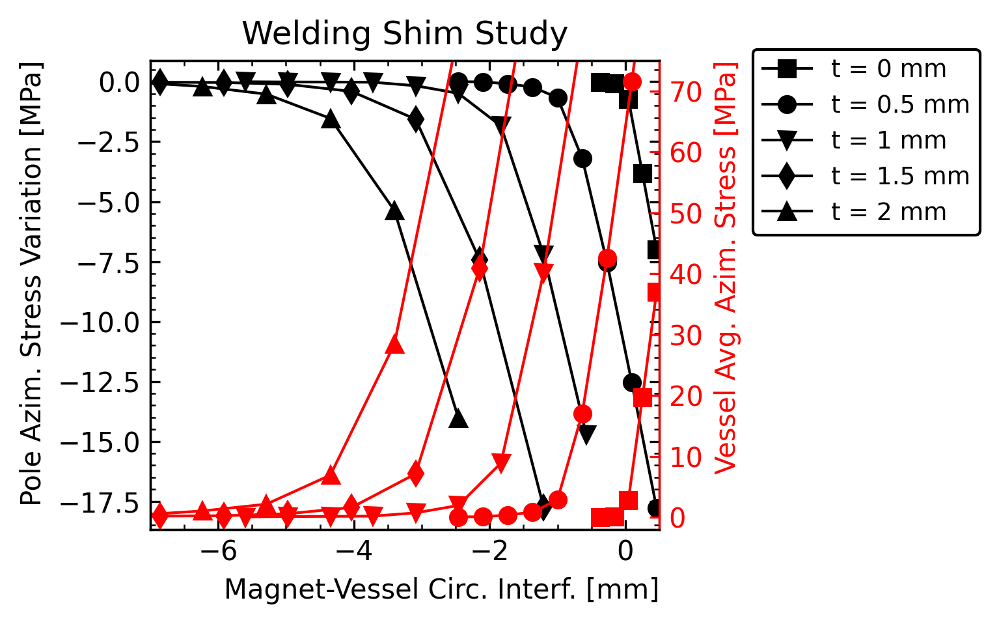 Welding Shim Study
Pole Azim. Stress Variation [MPa]
0.0
−2.5
−5.0
−7.5
−10.0
−12.5
−15.0
−17.5
−6
−4
−2
0
Magnet-Vessel Circ. Interf. [mm]
70
60
50
40
30
20
10
0
Vessel Avg. Azim. Stress [MPa]
t = 0 mm
t = 0.5 mm
t = 1 mm
t = 1.5 mm
t = 2 mm